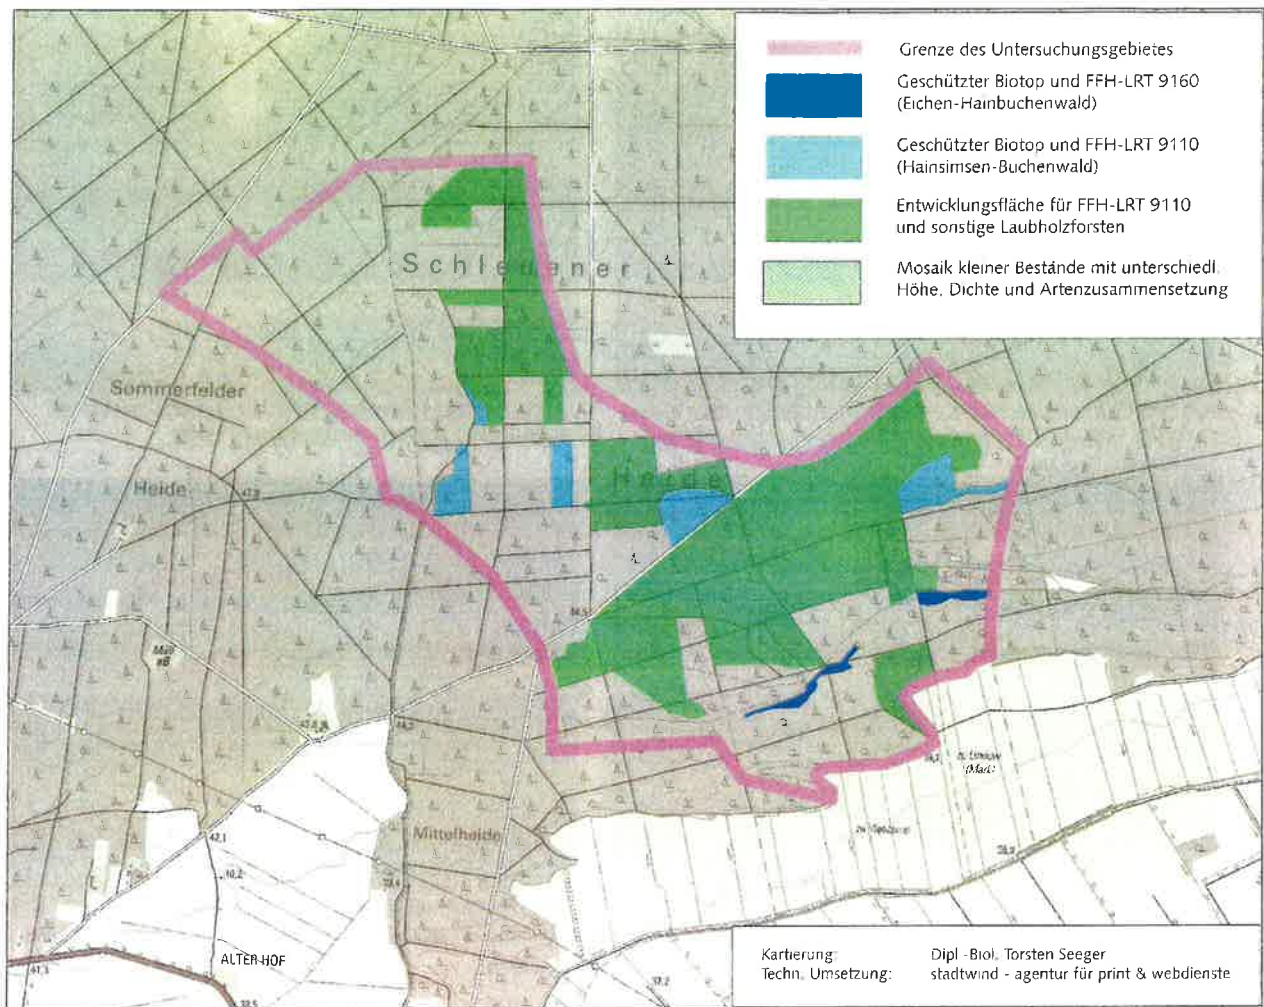 Grenze des Untersuchungsgebietes
Geschützter Biotop und FFH-LRT 9160
(Eichen-Hainbuchenwald)
Geschützter Biotop und FFH-LRT 9110
(Hainsimsen-Buchenwald)
Entwicklungsfläche für FFH-LRT 9110
und sonstige Laubholzforsten
Mosaik kleiner Bestände mit unterschiedl.
Höhe, Dichte und Artenzusammensetzung
Sommerfelder
Heide
Heide
Mittelheide
42,1
ALTER HOF
Kartierung: Dipl.-Biol. Torsten Seeger
Techn. Umsetzung: stadtwind - agentur für print & webdienste